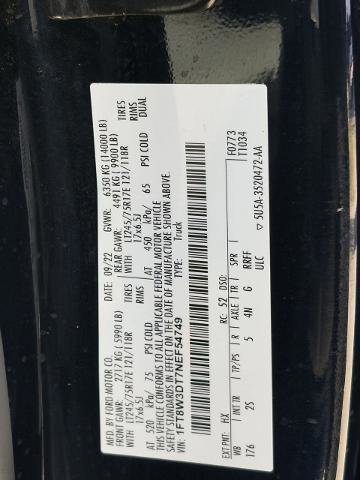 MFD. BY FORD MOTOR CO.
DATE: 09/22 GVWR: 6350 KG (14000 LB)
FRONT GAWR: 2717 KG ( 5990 LB) REAR GAWR: 4491 KG ( 9900 LB)
LT245/75R17E 121/118R TIRES WITH LT245/75R17E 121/118R TIRES
17x6.5J RIMS 17x6.5J RIMS
AT 520 kPa/ 75 PSI COLD AT 450 kPa/ 65 PSI COLD DUAL
THIS VEHICLE CONFORMS TO ALL APPLICABLE FEDERAL MOTOR VEHICLE
SAFETY STANDARDS IN EFFECT ON THE DATE OF MANUFACTURE SHOWN ABOVE.
VIN: 1FT8W3DT7NEF54749
TYPE: Truck
F0773
T1034
EXT PNT: HX RC: 52 DSO:
WB INT TR TP/PS R AXLE TR SPR
176 2S 5 4N G RRFF
ULC
▽ 5U5A-3520472-AA